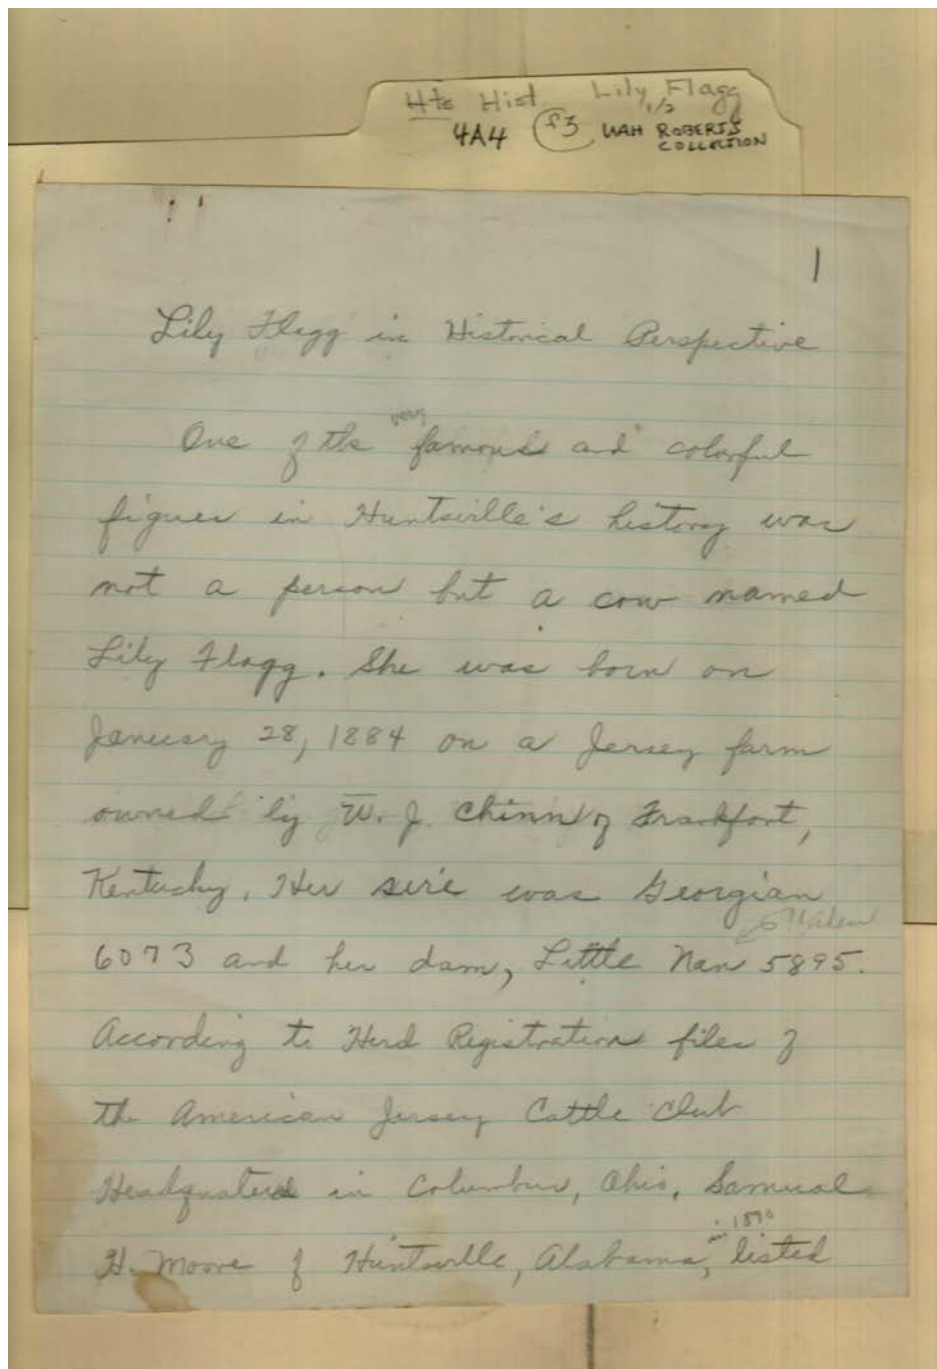 Hts Hist Lily Flagg
1/2
4A4 f3 UAH ROBERTS
COLLECTION
1
Lily Flagg in Historical Perspective
very
One of the famous and colorful
figures in Huntsville's history was
not a person but a cow named
Lily Flagg. She was born on
January 28, 1884 on a Jersey farm
owned by W. J. Chinn of Frankfort,
Kentucky. Her sire was Georgian
6073 and her dam, Little Nan 5895.
According to Herd Registration files of
the American Jersey Cattle Club
Headquaters in Columbus, Ohio, Samual
in 1890
H. Moore of Huntsville, Alabama, listed